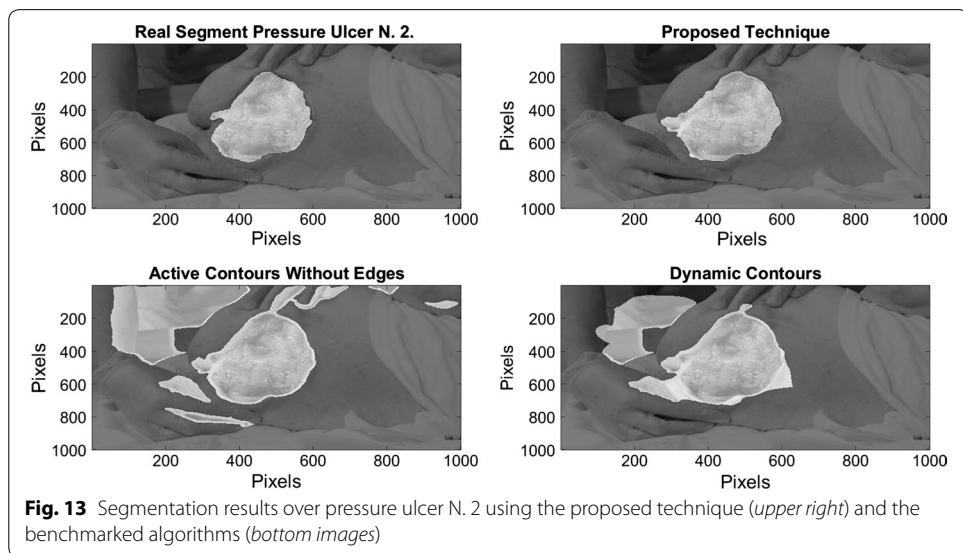 Real Segment Pressure Ulcer N. 2.
Proposed Technique
Pixels
200
400
600
800
1000
200 400 600 800 1000
Pixels
Pixels
200
400
600
800
1000
200 400 600 800 1000
Pixels
Active Contours Without Edges
Dynamic Contours
Pixels
200
400
600
800
1000
200 400 600 800 1000
Pixels
Pixels
200
400
600
800
1000
200 400 600 800 1000
Pixels
Fig. 13 Segmentation results over pressure ulcer N. 2 using the proposed technique (upper right) and the
benchmarked algorithms (bottom images)